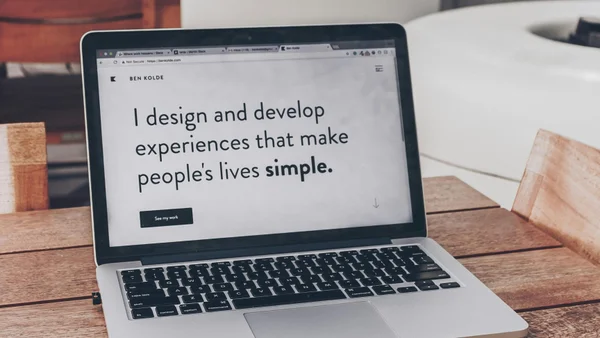 BEN KOLDE
I design and develop
experiences that make
people's lives simple.
See my work